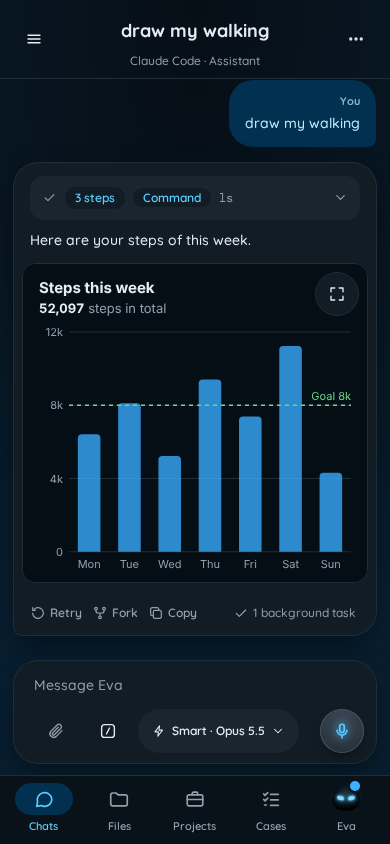 draw my walking
Claude Code · Assistant
You
draw my walking
3 steps Command 1s
Here are your steps of this week.
Steps this week
52,097 steps in total
12k
Goal 8k
8k
4k
0
Mon Tue Wed Thu Fri Sat Sun
Retry Fork Copy 1 background task
Message Eva
Smart · Opus 5.5
Chats Files Projects Cases Eva